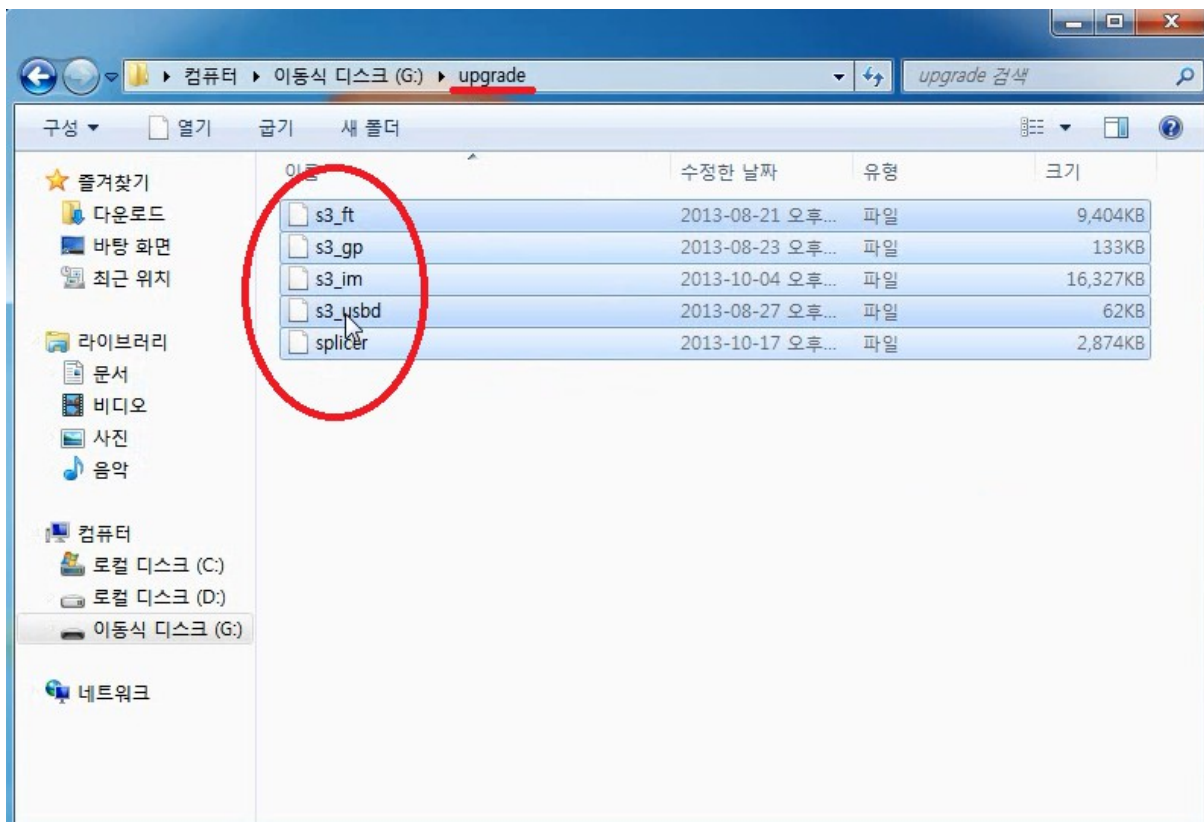 컴퓨터 이동식 디스크 (G:) upgrade upgrade 검색
구성 열기 굽기 새 폴더
즐겨찾기
다운로드
바탕 화면
최근 위치
라이브러리
문서
비디오
사진
음악
컴퓨터
로컬 디스크 (C:)
로컬 디스크 (D:)
이동식 디스크 (G:)
네트워크
이름 수정한 날짜 유형 크기
s3_ft 2013-08-21 오후... 파일 9,404KB
s3_gp 2013-08-23 오후... 파일 133KB
s3_im 2013-10-04 오후... 파일 16,327KB
s3_usbd 2013-08-27 오후... 파일 62KB
splicer 2013-10-17 오후... 파일 2,874KB